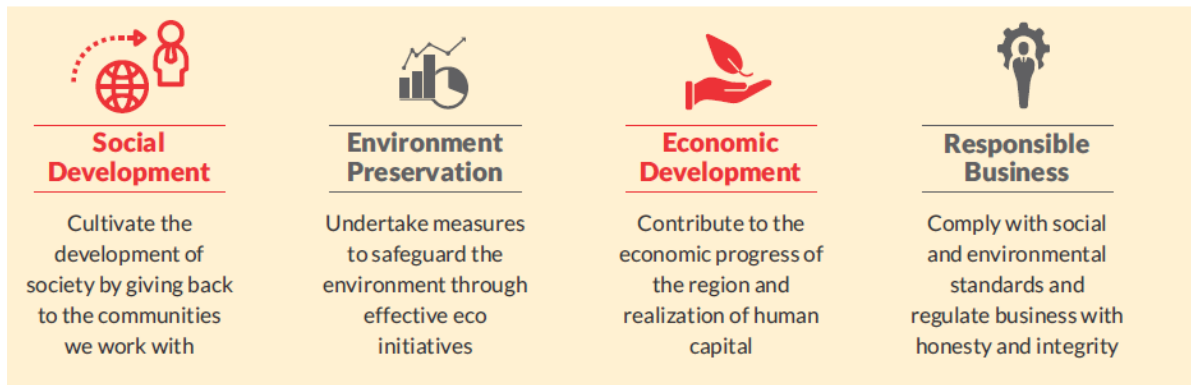 Social
Development
Cultivate the
development of
society by giving back
to the communities
we work with
Environment
Preservation
Undertake measures
to safeguard the
environment through
effective eco
initiatives
Economic
Development
Contribute to the
economic progress of
the region and
realization of human
capital
Responsible
Business
Comply with social
and environmental
standards and
regulate business with
honesty and integrity